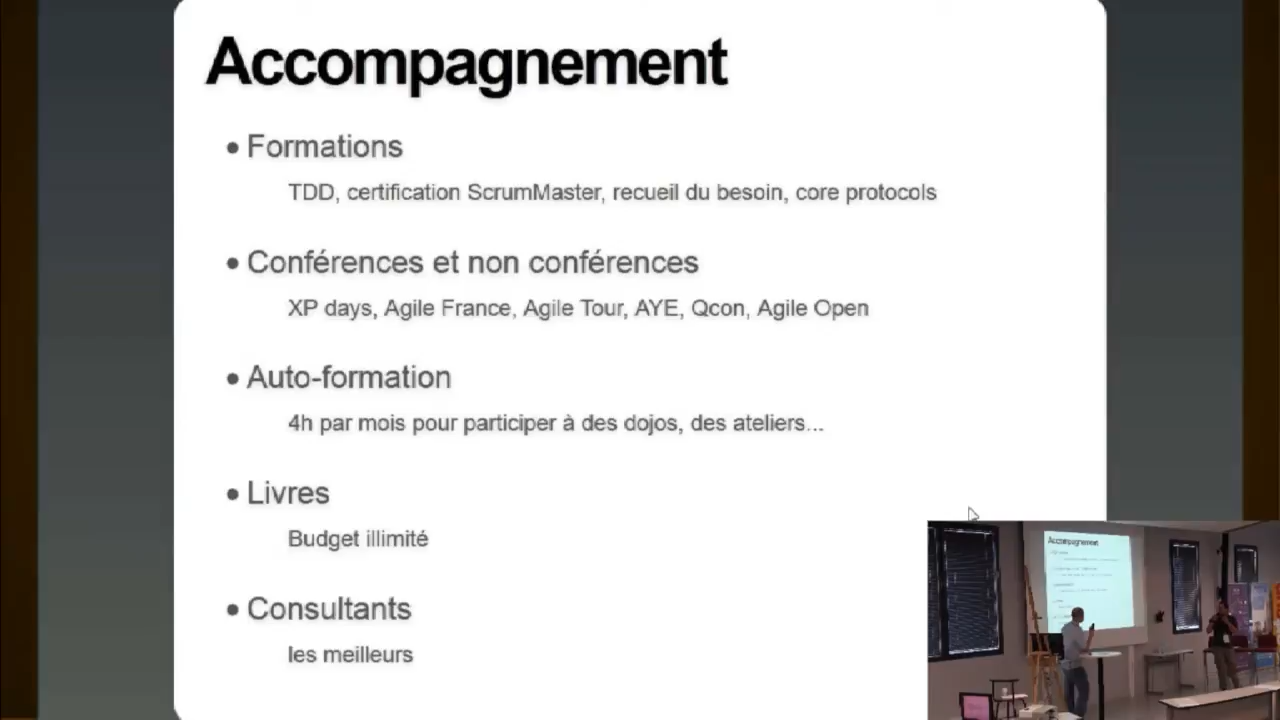 Accompagnement
• Formations
TDD, certification ScrumMaster, recueil du besoin, core protocols
• Conférences et non conférences
XP days, Agile France, Agile Tour, AYE, Qcon, Agile Open
• Auto-formation
4h par mois pour participer à des dojos, des ateliers...
• Livres
Budget illimité
• Consultants
les meilleurs
Accompagnement